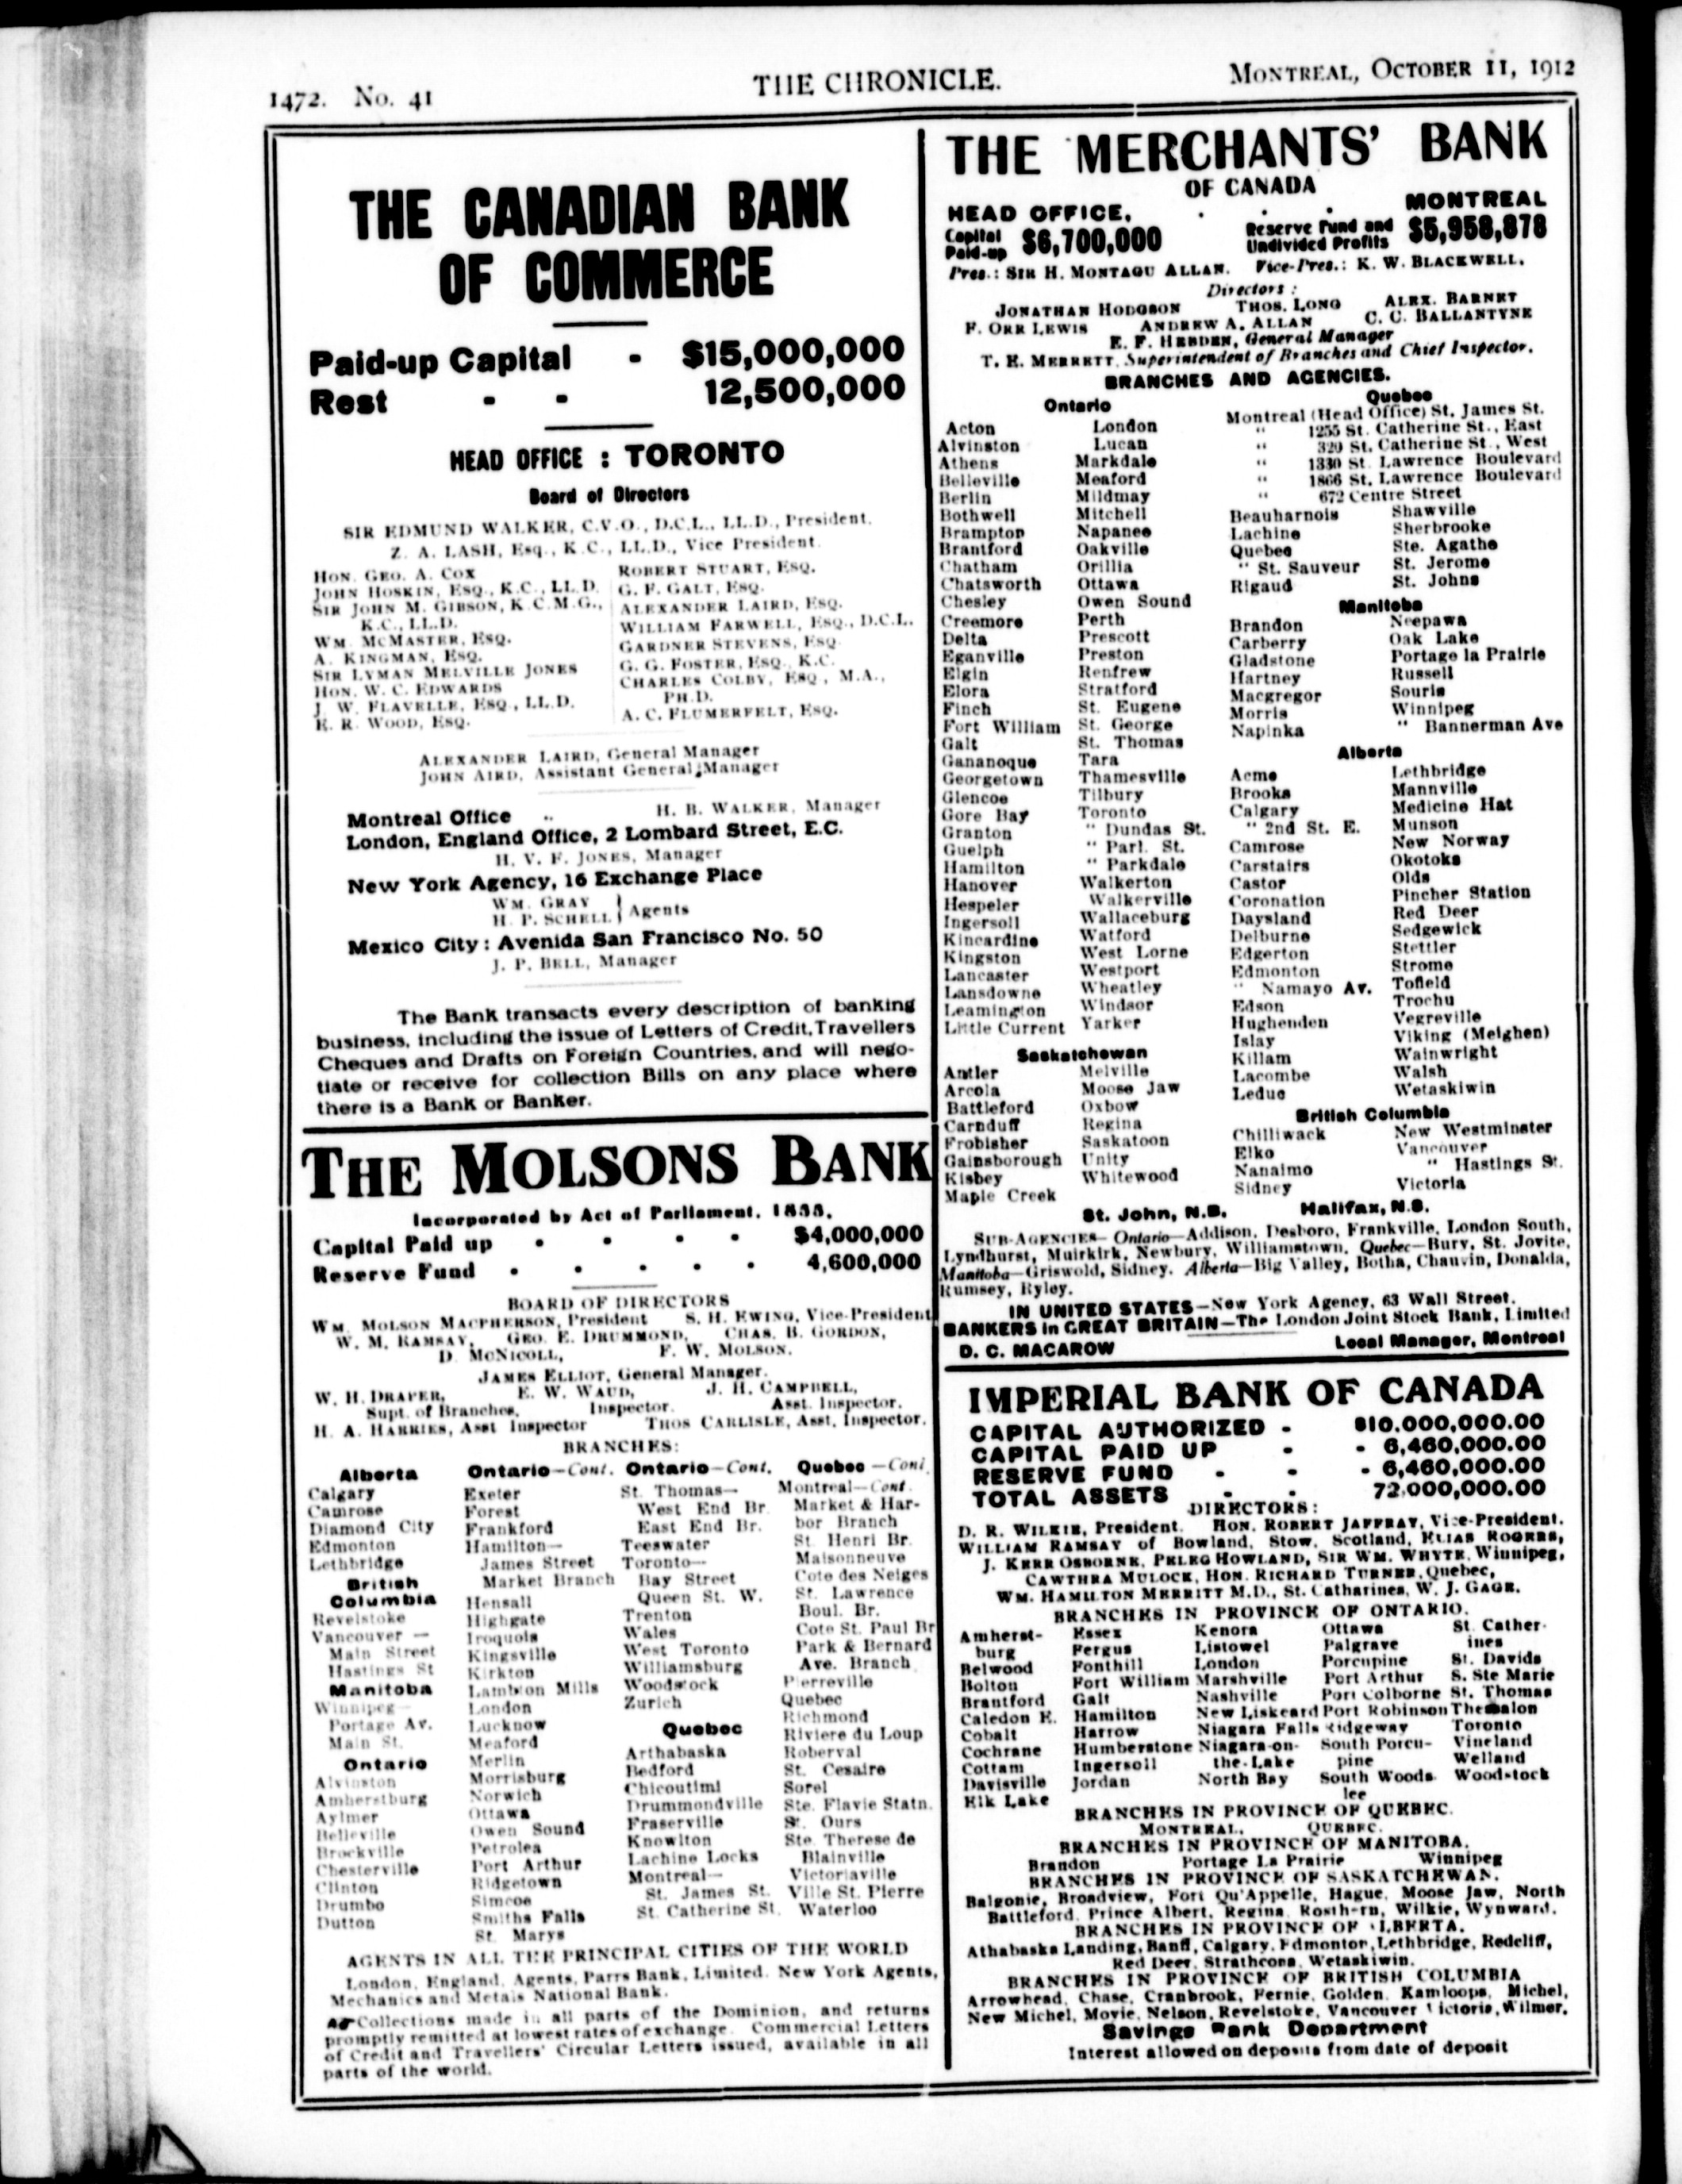 1472. No. 41
THE CHRONICLE.
MONTREAL, OCTOBER 11, 1912
THE CANADIAN BANK
OF COMMERCE
Paid-up Capital - $15,000,000
Rest - - 12,500,000
HEAD OFFICE : TORONTO
Board of Directors
SIR EDMUND WALKER, C.V.O., D.C.L., LL.D., President.
Z. A. LASH, Esq., K.C., LL.D., Vice President.
HON. GEO. A. COX
JOHN HOSKIN, ESQ., K.C., LL.D.
SIR JOHN M. GIBSON, K.C.M.G.,
K.C., LL.D.
WM. MCMASTER, ESQ.
A. KINGMAN, ESQ.
SIR LYMAN MELVILLE JONES
HON. W. C. EDWARDS
J. W. FLAVELLE, ESQ., LL.D.
E. R. WOOD, ESQ.
ROBERT STUART, ESQ.
G. F. GALT, ESQ.
ALEXANDER LAIRD, ESQ.
WILLIAM FARWELL, ESQ., D.C.L.
GARDNER STEVENS, ESQ.
G. G. FOSTER, ESQ., K.C.
CHARLES COLBY, ESQ., M.A.,
PH.D.
A. C. FLUMERFELT, ESQ.
ALEXANDER LAIRD, General Manager
JOHN AIRD, Assistant General Manager
Montreal Office .. H. B. WALKER, Manager
London, England Office, 2 Lombard Street, E.C.
H. V. F. JONES, Manager
New York Agency, 16 Exchange Place
WM. GRAY
H. P. SCHELL } Agents
Mexico City : Avenida San Francisco No. 50
J. P. BELL, Manager
The Bank transacts every description of banking
business, including the issue of Letters of Credit, Travellers
Cheques and Drafts on Foreign Countries, and will nego-
tiate or receive for collection Bills on any place where
there is a Bank or Banker.
THE MOLSONS BANK
Incorporated by Act of Parliament, 1855.
Capital Paid up $4,000,000
Reserve Fund 4,600,000
BOARD OF DIRECTORS
WM. MOLSON MACPHERSON, President S. H. EWING, Vice-President
W. M. RAMSAY, GEO. E. DRUMMOND, CHAS. B. GORDON,
D. MCNICOLL, F. W. MOLSON.
JAMES ELLIOT, General Manager.
W. H. DRAPER, E. W. WAUD, J. H. CAMPBELL,
Supt. of Branches, Inspector. Asst. Inspector.
H. A. HARRIES, Asst Inspector THOS CARLISLE, Asst. Inspector.
BRANCHES:
Alberta
Calgary
Camrose
Diamond City
Edmonton
Lethbridge
British
Columbia
Revelstoke
Vancouver —
Main Street
Hastings St
Manitoba
Winnipeg—
Portage Av.
Main St.
Ontario
Alvinston
Amherstburg
Aylmer
Belleville
Brockville
Chesterville
Clinton
Drumbo
Dutton
Ontario—Cont.
Exeter
Forest
Frankford
Hamilton—
James Street
Market Branch
Hensall
Highgate
Iroquois
Kingsville
Kirkton
Lambton Mills
London
Lucknow
Meaford
Merlin
Morrisburg
Norwich
Ottawa
Owen Sound
Petrolea
Port Arthur
Ridgetown
Simcoe
Smiths Falls
St. Marys
Ontario—Cont.
St. Thomas—
West End Br.
East End Br.
Teeswater
Toronto—
Bay Street
Queen St. W.
Trenton
Wales
West Toronto
Williamsburg
Woodstock
Zurich
Quebec
Arthabaska
Bedford
Chicoutimi
Drummondville
Fraserville
Knowlton
Lachine Locks
Montreal—
St. James St.
St. Catherine St.
Quebec—Cont.
Montreal—Cont.
Market & Har-
bor Branch
St. Henri Br.
Maisonneuve
Cote des Neiges
St. Lawrence
Boul. Br.
Cote St. Paul Br
Park & Bernard
Ave. Branch
Pierreville
Quebec
Richmond
Riviere du Loup
Roberval
St. Cesaire
Sorel
Ste. Flavie Statn.
St. Ours
Ste. Therese de
Blainville
Victoriaville
Ville St. Pierre
Waterloo
AGENTS IN ALL THE PRINCIPAL CITIES OF THE WORLD
London, England, Agents, Parrs Bank, Limited. New York Agents,
Mechanics and Metals National Bank.
Collections made in all parts of the Dominion, and returns
promptly remitted at lowest rates of exchange. Commercial Letters
of Credit and Travellers' Circular Letters issued, available in all
parts of the world.
THE MERCHANTS' BANK
OF CANADA
HEAD OFFICE, . . . MONTREAL
Capital Paid-up $6,700,000 Reserve Fund and Undivided Profits $5,958,878
Pres.: SIR H. MONTAGU ALLAN. Vice-Pres.: K. W. BLACKWELL.
Directors :
JONATHAN HODGSON THOS. LONG ALEX. BARNET
F. ORR LEWIS ANDREW A. ALLAN C. C. BALLANTYNE
E. F. HEBDEN, General Manager
T. E. MERRETT, Superintendent of Branches and Chief Inspector.
BRANCHES AND AGENCIES.
Ontario
Acton
Alvinston
Athens
Belleville
Berlin
Bothwell
Brampton
Brantford
Chatham
Chatsworth
Chesley
Creemore
Delta
Eganville
Elgin
Elora
Finch
Fort William
Galt
Gananoque
Georgetown
Glencoe
Gore Bay
Granton
Guelph
Hamilton
Hanover
Hespeler
Ingersoll
Kincardine
Kingston
Lancaster
Lansdowne
Leamington
Little Current
London
Lucan
Markdale
Meaford
Mildmay
Mitchell
Napanee
Oakville
Orillia
Ottawa
Owen Sound
Perth
Prescott
Preston
Renfrew
Stratford
St. Eugene
St. George
St. Thomas
Tara
Thamesville
Tilbury
Toronto
" Dundas St.
" Parl. St.
" Parkdale
Walkerton
Walkerville
Wallaceburg
Watford
West Lorne
Westport
Wheatley
Windsor
Yarker
Saskatchewan
Antler
Arcola
Battleford
Carnduff
Frobisher
Gainsborough
Kisbey
Maple Creek
Melville
Moose Jaw
Oxbow
Regina
Saskatoon
Unity
Whitewood
Quebec
Montreal (Head Office) St. James St.
" 1255 St. Catherine St., East
" 320 St. Catherine St., West
" 1330 St. Lawrence Boulevard
" 1866 St. Lawrence Boulevard
" 672 Centre Street
Beauharnois
Lachine
Quebec
" St. Sauveur
Rigaud
Shawville
Sherbrooke
Ste. Agathe
St. Jerome
St. Johns
Manitoba
Brandon
Carberry
Gladstone
Hartney
Macgregor
Morris
Napinka
Neepawa
Oak Lake
Portage la Prairie
Russell
Souris
Winnipeg
" Bannerman Ave
Alberta
Acme
Brooks
Calgary
" 2nd St. E.
Camrose
Carstairs
Castor
Coronation
Daysland
Delburne
Edgerton
Edmonton
" Namayo Av.
Edson
Hughenden
Islay
Killam
Lacombe
Leduc
Lethbridge
Mannville
Medicine Hat
Munson
New Norway
Okotoks
Olds
Pincher Station
Red Deer
Sedgewick
Stettler
Strome
Tofield
Trochu
Vegreville
Viking (Meighen)
Wainwright
Walsh
Wetaskiwin
British Columbia
Chilliwack
Elko
Nanaimo
Sidney
New Westminster
Vancouver
" Hastings St.
Victoria
St. John, N.B. Halifax, N.S.
SUB-AGENCIES—Ontario—Addison, Desboro, Frankville, London South,
Lyndhurst, Muirkirk, Newbury, Williamstown. Quebec—Bury, St. Jovite,
Manitoba—Griswold, Sidney. Alberta—Big Valley, Botha, Chauvin, Donalda,
Rumsey, Ryley.
IN UNITED STATES—New York Agency, 63 Wall Street.
BANKERS in GREAT BRITAIN—The London Joint Stock Bank, Limited
D. C. MACAROW Local Manager, Montreal
IMPERIAL BANK OF CANADA
CAPITAL AUTHORIZED - $10.000,000.00
CAPITAL PAID UP - - 6,460,000.00
RESERVE FUND - - - 6,460,000.00
TOTAL ASSETS - - 72,000,000.00
DIRECTORS:
D. R. WILKIE, President. HON. ROBERT JAFFRAY, Vice-President.
WILLIAM RAMSAY of Bowland, Stow, Scotland, ELIAS ROGERS,
J. KERR OSBORNE, PELEG HOWLAND, SIR WM. WHYTE, Winnipeg,
CAWTHRA MULOCK, HON. RICHARD TURNER, Quebec,
WM. HAMILTON MERRITT M.D., St. Catharines, W. J. GAGE.
BRANCHES IN PROVINCE OF ONTARIO.
Amherst-
burg
Belwood
Bolton
Brantford
Caledon E.
Cobalt
Cochrane
Cottam
Davisville
Elk Lake
Essex
Fergus
Fonthill
Fort William
Galt
Hamilton
Harrow
Humberstone
Ingersoll
Jordan
Kenora
Listowel
London
Marshville
Nashville
New Liskeard
Niagara Falls
Niagara-on-
the-Lake
North Bay
Ottawa
Palgrave
Porcupine
Port Arthur
Port Colborne
Port Robinson
Ridgeway
South Porcu-
pine
South Woods-
lee
St. Cather-
ines
St. Davids
S. Ste Marie
St. Thomas
Thessalon
Toronto
Vineland
Welland
Woodstock
BRANCHES IN PROVINCE OF QUEBEC.
MONTREAL, QUEBEC.
BRANCHES IN PROVINCE OF MANITOBA.
Brandon Portage La Prairie Winnipeg
BRANCHES IN PROVINCE OF SASKATCHEWAN.
Balgonie, Broadview, Fort Qu'Appelle, Hague, Moose Jaw, North
Battleford, Prince Albert, Regina, Rosthern, Wilkie, Wynward.
BRANCHES IN PROVINCE OF ALBERTA.
Athabaska Landing, Banff, Calgary, Edmonton, Lethbridge, Redcliff,
Red Deer, Strathcona, Wetaskiwin.
BRANCHES IN PROVINCE OF BRITISH COLUMBIA
Arrowhead, Chase, Cranbrook, Fernie, Golden, Kamloops, Michel,
New Michel, Moyie, Nelson, Revelstoke, Vancouver Victoria, Wilmer.
Savings Bank Department
Interest allowed on deposits from date of deposit